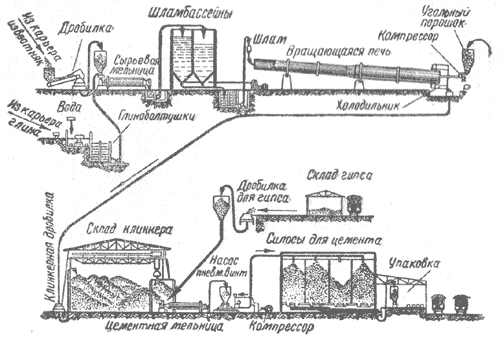 Из карьера
известняк
Дробилка
Шламбассейны
Сырьевая
мельница
Шлам
Вращающаяся печь
Угольный
порошок
Компрессор
Холодильник
Вода
Из карьера
глина
Глиноболтушки
Клинкерная дробилка
Склад клинкера
Дробилка
для гипса
Склад гипса
Силосы для цемента
Насос
пневм. винт
Упаковка
Цементная мельница
Компрессор